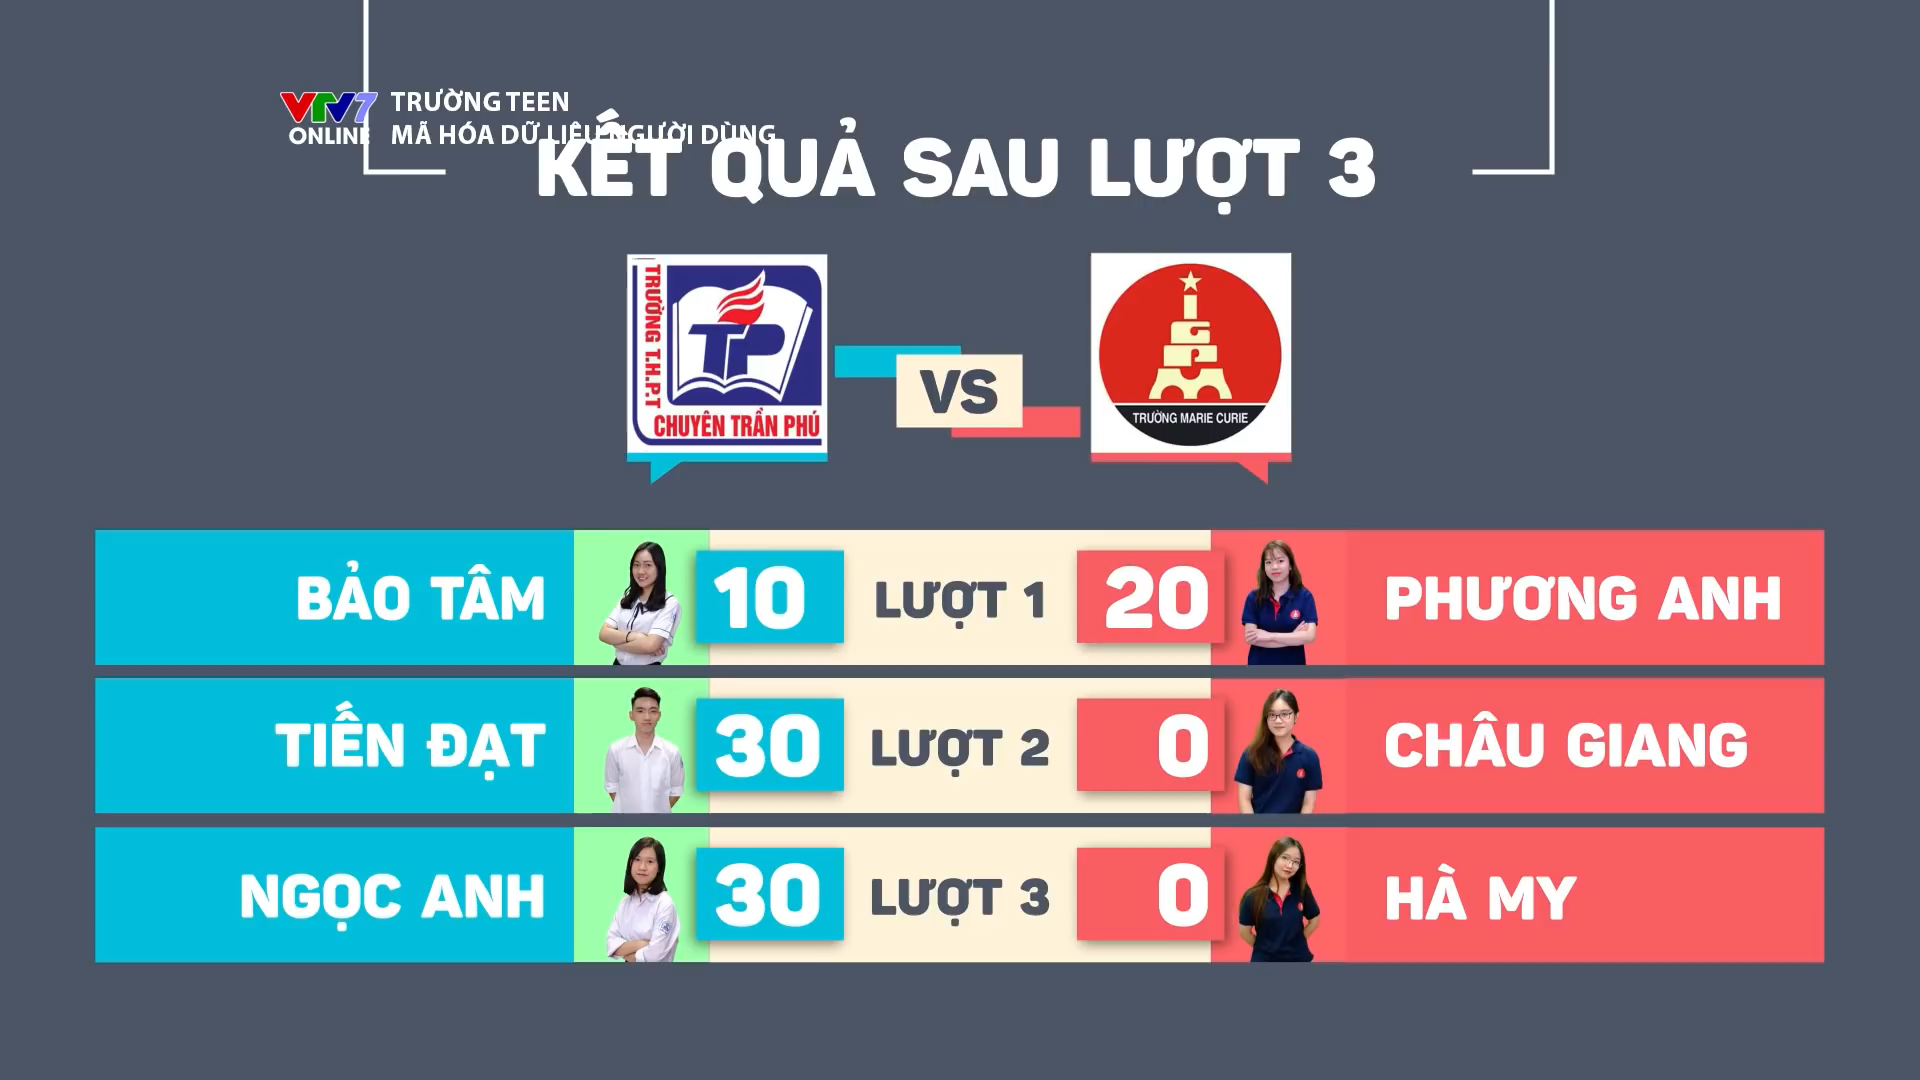 VTV7
ONLINE
TRƯỜNG TEEN
MÃ HÓA DỮ LIỆU NGƯỜI DÙNG
KẾT QUẢ SAU LƯỢT 3
TRƯỜNG T.H.P.T
TP
CHUYÊN TRẦN PHÚ
VS
TRƯỜNG MARIE CURIE
BẢO TÂM 10 LƯỢT 1 20 PHƯƠNG ANH
TIẾN ĐẠT 30 LƯỢT 2 0 CHÂU GIANG
NGỌC ANH 30 LƯỢT 3 0 HÀ MY